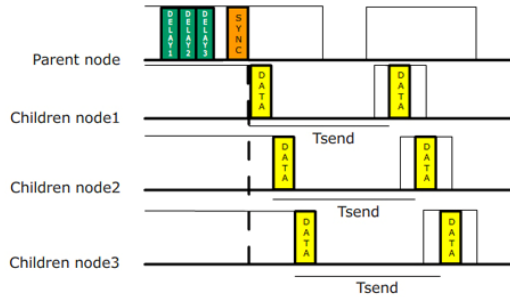 DELAY1 DELAY2 DELAY3 SYNC
Parent node
DATA DATA
Children node1
Tsend
DATA DATA
Children node2
Tsend
DATA DATA
Children node3
Tsend